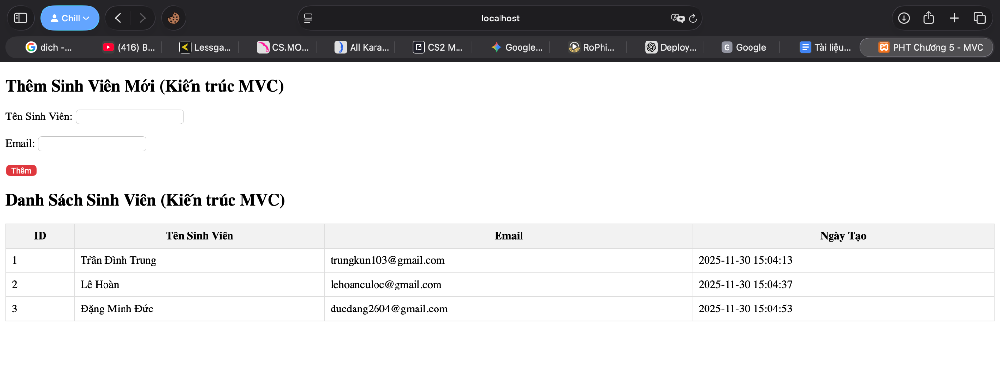 Chill
localhost
dich -...
(416) B...
Lessga...
CS.MO...
All Kara...
CS2 M...
Google...
RoPhi...
Deploy...
G Google
Tài liệu...
PHT Chương 5 - MVC
Thêm Sinh Viên Mới (Kiến trúc MVC)
Tên Sinh Viên:
Email:
Thêm
Danh Sách Sinh Viên (Kiến trúc MVC)
ID Tên Sinh Viên Email Ngày Tạo
1 Trần Đình Trung trungkun103@gmail.com 2025-11-30 15:04:13
2 Lê Hoàn lehoanculoc@gmail.com 2025-11-30 15:04:37
3 Đặng Minh Đức ducdang2604@gmail.com 2025-11-30 15:04:53